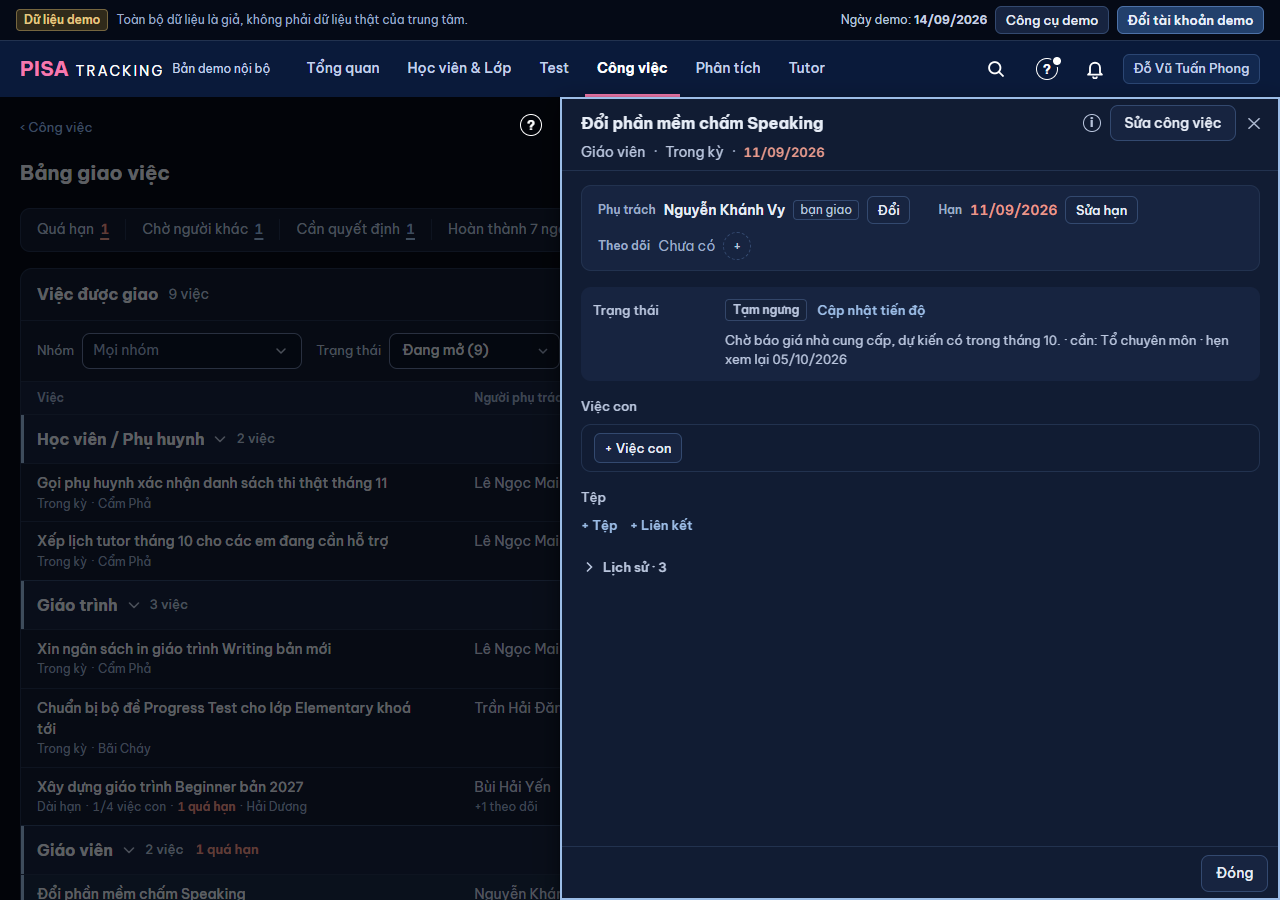 Dữ liệu demo Toàn bộ dữ liệu là giả, không phải dữ liệu thật của trung tâm. Ngày demo: 14/09/2026 Công cụ demo Đổi tài khoản demo
PISA TRACKING Bản demo nội bộ Tổng quan Học viên & Lớp Test Công việc Phân tích Tutor ? Đỗ Vũ Tuấn Phong
‹ Công việc ?
Bảng giao việc
Quá hạn 1 Chờ người khác 1 Cần quyết định 1 Hoàn thành 7
Việc được giao 9 việc
Nhóm Mọi nhóm Trạng thái Đang mở (9)
Việc Người phụ
Học viên / Phụ huynh 2 việc
Gọi phụ huynh xác nhận danh sách thi thật tháng 11 Lê Ngọc Mai
Trong kỳ · Cẩm Phả
Xếp lịch tutor tháng 10 cho các em đang cần hỗ trợ Lê Ngọc Mai
Trong kỳ · Cẩm Phả
Giáo trình 3 việc
Xin ngân sách in giáo trình Writing bản mới Lê Ngọc Mai
Trong kỳ · Cẩm Phả
Chuẩn bị bộ đề Progress Test cho lớp Elementary khoá Trần Hải
tới
Trong kỳ · Bãi Cháy
Xây dựng giáo trình Beginner bản 2027 Bùi Hải Yến
Dài hạn · 1/4 việc con · 1 quá hạn · Hải Dương +1 theo dõi
Giáo viên 2 việc 1 quá hạn
Đổi phần mềm chấm Speaking Nguyễn
Đổi phần mềm chấm Speaking Sửa công việc
Giáo viên · Trong kỳ · 11/09/2026
Phụ trách Nguyễn Khánh Vy bạn giao Đổi Hạn 11/09/2026 Sửa hạn
Theo dõi Chưa có +
Trạng thái Tạm ngưng Cập nhật tiến độ
Chờ báo giá nhà cung cấp, dự kiến có trong tháng 10. · cần: Tổ chuyên môn · hẹn
xem lại 05/10/2026
Việc con
+ Việc con
Tệp
+ Tệp + Liên kết
Lịch sử · 3
Đóng